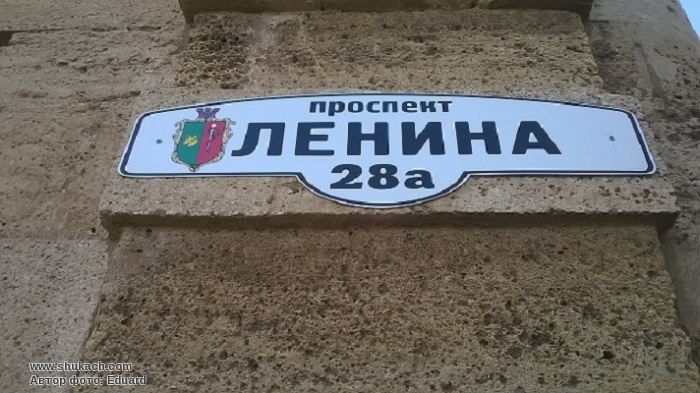 проспект
ЛЕНИНА
28а
www.shukach.com
Автор фото: Eduard